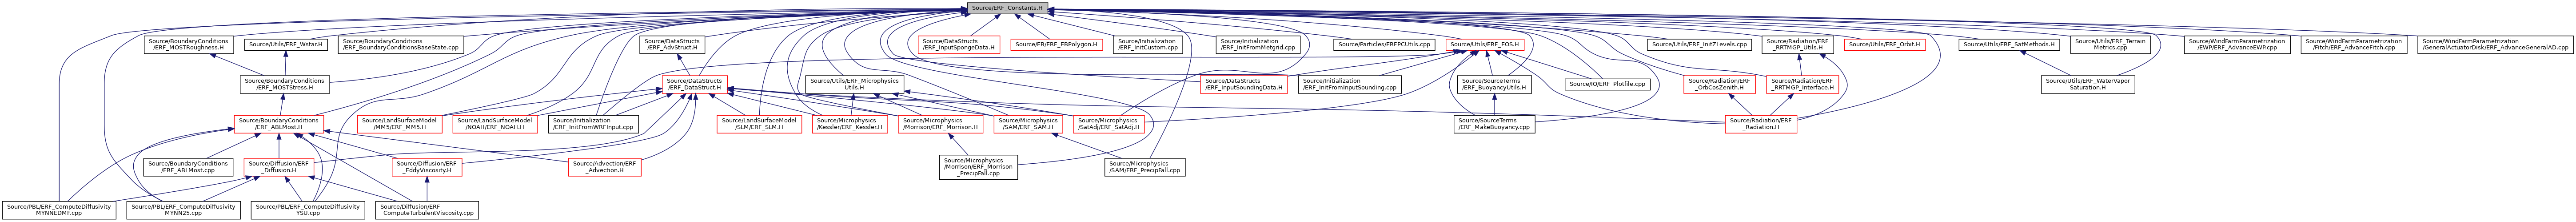 Source/ERF_Constants.H
Source/BoundaryConditions
/ERF_MOSTRoughness.H
Source/Utils/ERF_Wstar.H
Source/BoundaryConditions
/ERF_BoundaryConditionsBaseState.cpp
Source/DataStructs
/ERF_AdvStruct.H
Source/DataStructs
/ERF_InputSpongeData.H
Source/EB/ERF_EBPolygon.H
Source/Initialization
/ERF_InitCustom.cpp
Source/Initialization
/ERF_InitFromMetgrid.cpp
Source/Particles/ERFPCUtils.cpp
Source/Utils/ERF_EOS.H
Source/Utils/ERF_InitZLevels.cpp
Source/Radiation/ERF
_RRTMGP_Utils.H
Source/Utils/ERF_Orbit.H
Source/Utils/ERF_SatMethods.H
Source/Utils/ERF_Terrain
Metrics.cpp
Source/WindFarmParametrization
/EWP/ERF_AdvanceEWP.cpp
Source/WindFarmParametrization
/Fitch/ERF_AdvanceFitch.cpp
Source/WindFarmParametrization
/GeneralActuatorDisk/ERF_AdvanceGeneralAD.cpp
Source/BoundaryConditions
/ERF_MOSTStress.H
Source/DataStructs
/ERF_DataStruct.H
Source/Utils/ERF_Microphysics
Utils.H
Source/DataStructs
/ERF_InputSoundingData.H
Source/Initialization
/ERF_InitFromInputSounding.cpp
Source/SourceTerms
/ERF_BuoyancyUtils.H
Source/IO/ERF_Plotfile.cpp
Source/Radiation/ERF
_OrbCosZenith.H
Source/Radiation/ERF
_RRTMGP_Interface.H
Source/Utils/ERF_WaterVapor
Saturation.H
Source/BoundaryConditions
/ERF_ABLMost.H
Source/LandSurfaceModel
/MM5/ERF_MM5.H
Source/LandSurfaceModel
/NOAH/ERF_NOAH.H
Source/Initialization
/ERF_InitFromWRFInput.cpp
Source/LandSurfaceModel
/SLM/ERF_SLM.H
Source/Microphysics
/Kessler/ERF_Kessler.H
Source/Microphysics
/Morrison/ERF_Morrison.H
Source/Microphysics
/SAM/ERF_SAM.H
Source/Microphysics
/SatAdj/ERF_SatAdj.H
Source/SourceTerms
/ERF_MakeBuoyancy.cpp
Source/Radiation/ERF
_Radiation.H
Source/BoundaryConditions
/ERF_ABLMost.cpp
Source/Diffusion/ERF
_Diffusion.H
Source/Diffusion/ERF
_EddyViscosity.H
Source/Advection/ERF
_Advection.H
Source/Microphysics
/Morrison/ERF_Morrison
_PrecipFall.cpp
Source/Microphysics
/SAM/ERF_PrecipFall.cpp
Source/PBL/ERF_ComputeDiffusivity
MYNNEDMF.cpp
Source/PBL/ERF_ComputeDiffusivity
MYNN25.cpp
Source/PBL/ERF_ComputeDiffusivity
YSU.cpp
Source/Diffusion/ERF
_ComputeTurbulentViscosity.cpp